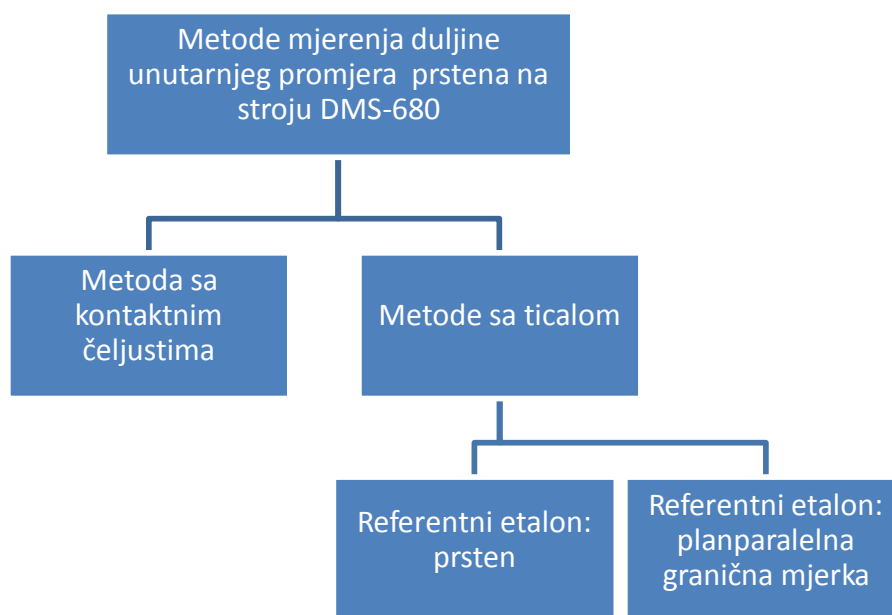 Metode mjerenja duljine
unutarnjeg promjera prstena na
stroju DMS-680
Metoda sa
kontaktnim
čeljustima
Metode sa ticalom
Referentni etalon:
prsten
Referentni etalon:
planparalelna
granična mjerka